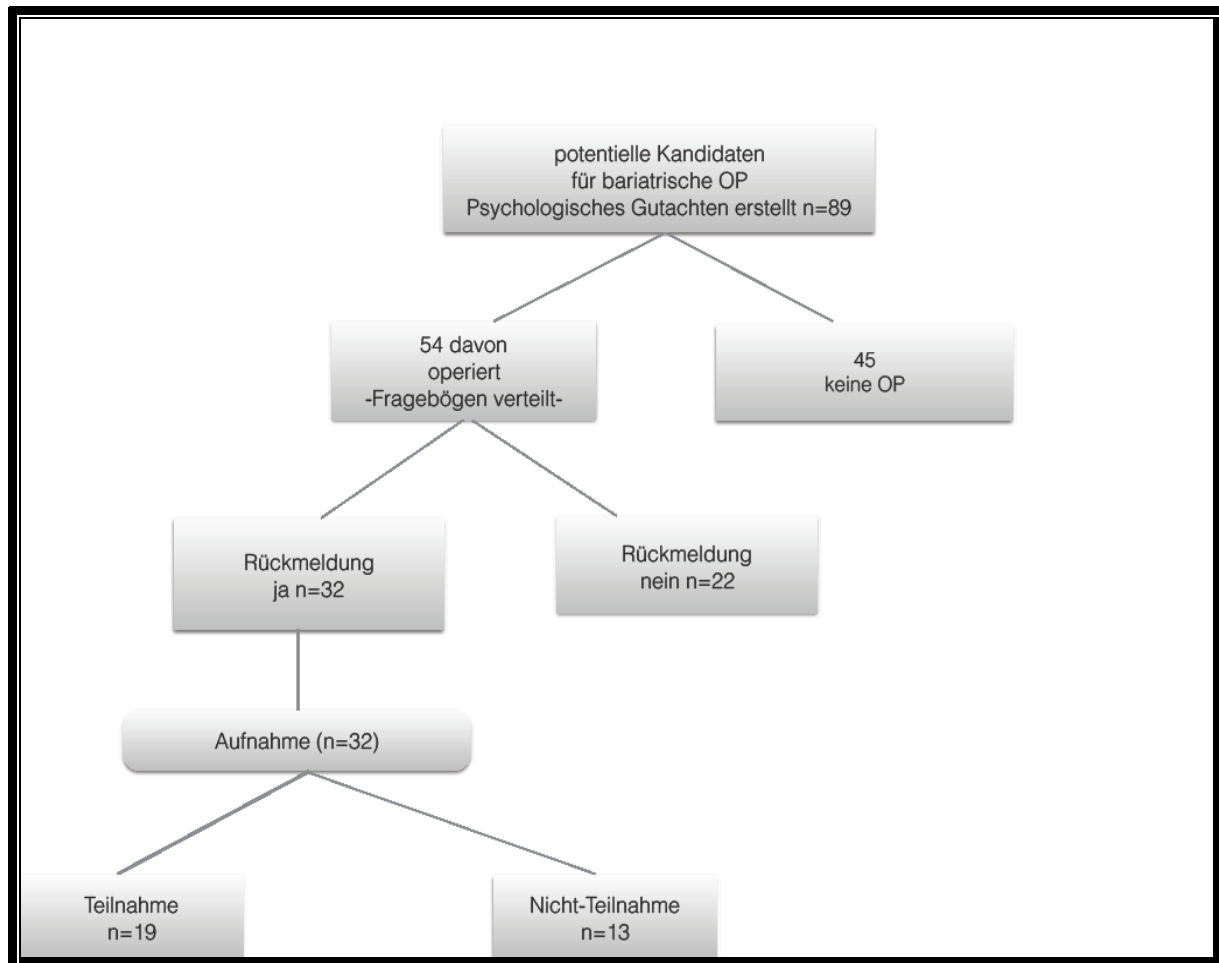 potentielle Kandidaten
für bariatrische OP
Psychologisches Gutachten erstellt n=89
54 davon
operiert
-Fragebögen verteilt-
45
keine OP
Rückmeldung
ja n=32
Rückmeldung
nein n=22
Aufnahme (n=32)
Teilnahme
n=19
Nicht-Teilnahme
n=13